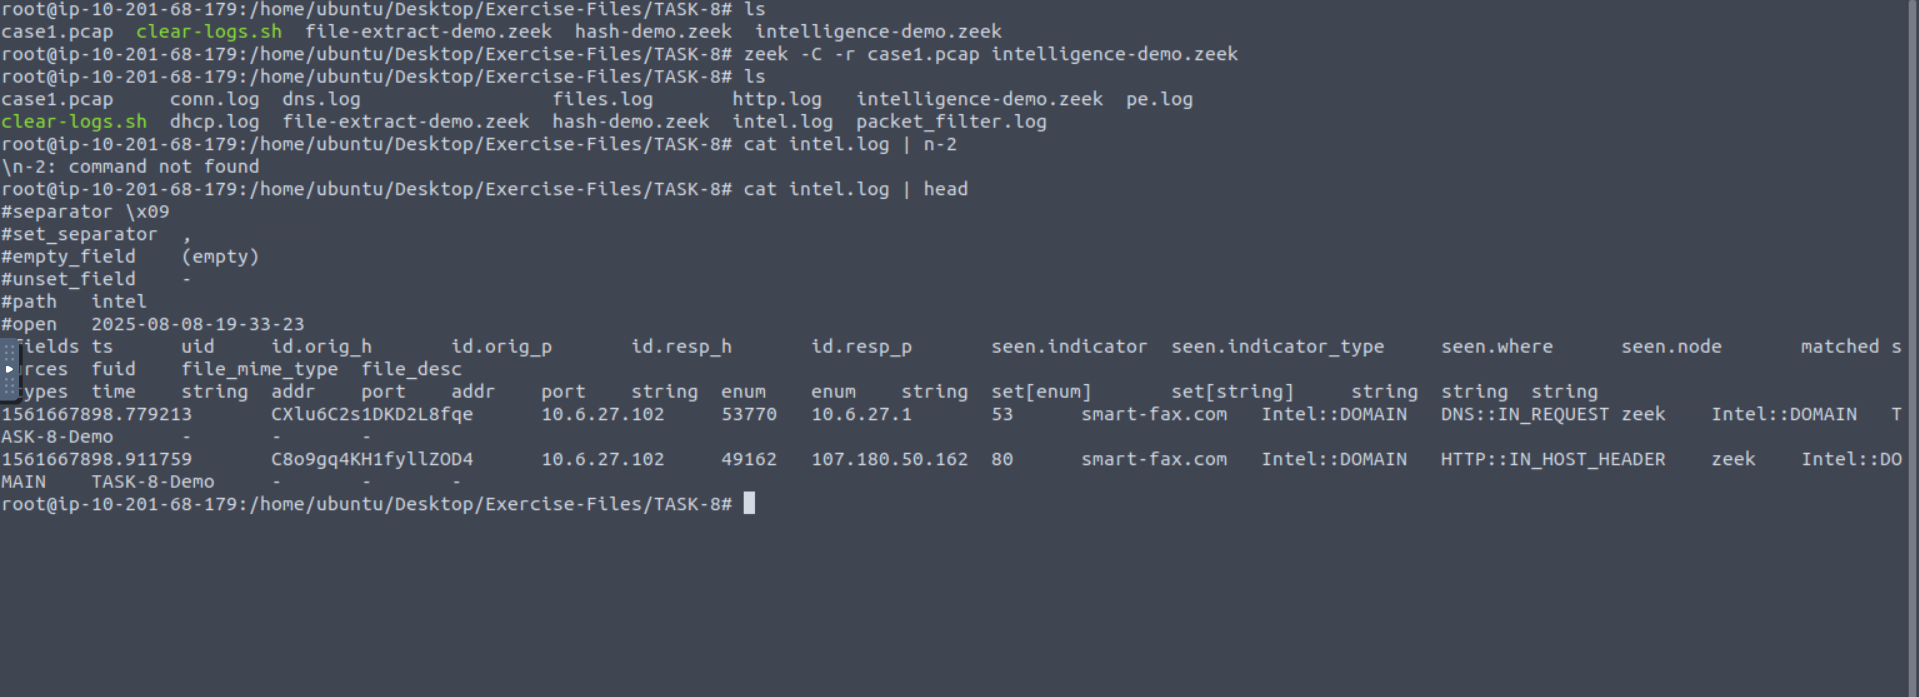 root@ip-10-201-68-179:/home/ubuntu/Desktop/Exercise-Files/TASK-8# ls
case1.pcap  clear-logs.sh  file-extract-demo.zeek  hash-demo.zeek  intelligence-demo.zeek
root@ip-10-201-68-179:/home/ubuntu/Desktop/Exercise-Files/TASK-8# zeek -C -r case1.pcap intelligence-demo.zeek
root@ip-10-201-68-179:/home/ubuntu/Desktop/Exercise-Files/TASK-8# ls
case1.pcap     conn.log  dns.log                 files.log       http.log   intelligence-demo.zeek  pe.log
clear-logs.sh  dhcp.log  file-extract-demo.zeek  hash-demo.zeek  intel.log  packet_filter.log
root@ip-10-201-68-179:/home/ubuntu/Desktop/Exercise-Files/TASK-8# cat intel.log | n-2
\n-2: command not found
root@ip-10-201-68-179:/home/ubuntu/Desktop/Exercise-Files/TASK-8# cat intel.log | head
#separator \x09
#set_separator  ,
#empty_field    (empty)
#unset_field    -
#path   intel
#open   2025-08-08-19-33-23
ields ts      uid     id.orig_h       id.orig_p       id.resp_h       id.resp_p       seen.indicator  seen.indicator_type     seen.where      seen.node       matched s
rces  fuid    file_mime_type  file_desc
ypes  time    string  addr    port    addr    port    string  enum    enum    string  set[enum]       set[string]     string  string  string
1561667898.779213       CXlu6C2s1DKD2L8fqe      10.6.27.102     53770   10.6.27.1       53      smart-fax.com   Intel::DOMAIN   DNS::IN_REQUEST zeek    Intel::DOMAIN   T
ASK-8-Demo      -       -       -
1561667898.911759       C8o9gq4KH1fyllZOD4      10.6.27.102     49162   107.180.50.162  80      smart-fax.com   Intel::DOMAIN   HTTP::IN_HOST_HEADER    zeek    Intel::DO
MAIN    TASK-8-Demo     -       -       -
root@ip-10-201-68-179:/home/ubuntu/Desktop/Exercise-Files/TASK-8#